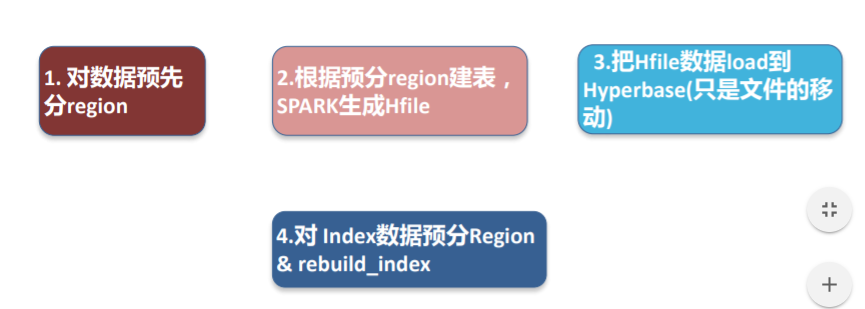 1. 对数据预先
分region
2.根据预分region建表，
SPARK生成Hfile
3.把Hfile数据load到
Hyperbase(只是文件的移
动)
4.对 Index数据预分Region
& rebuild_index